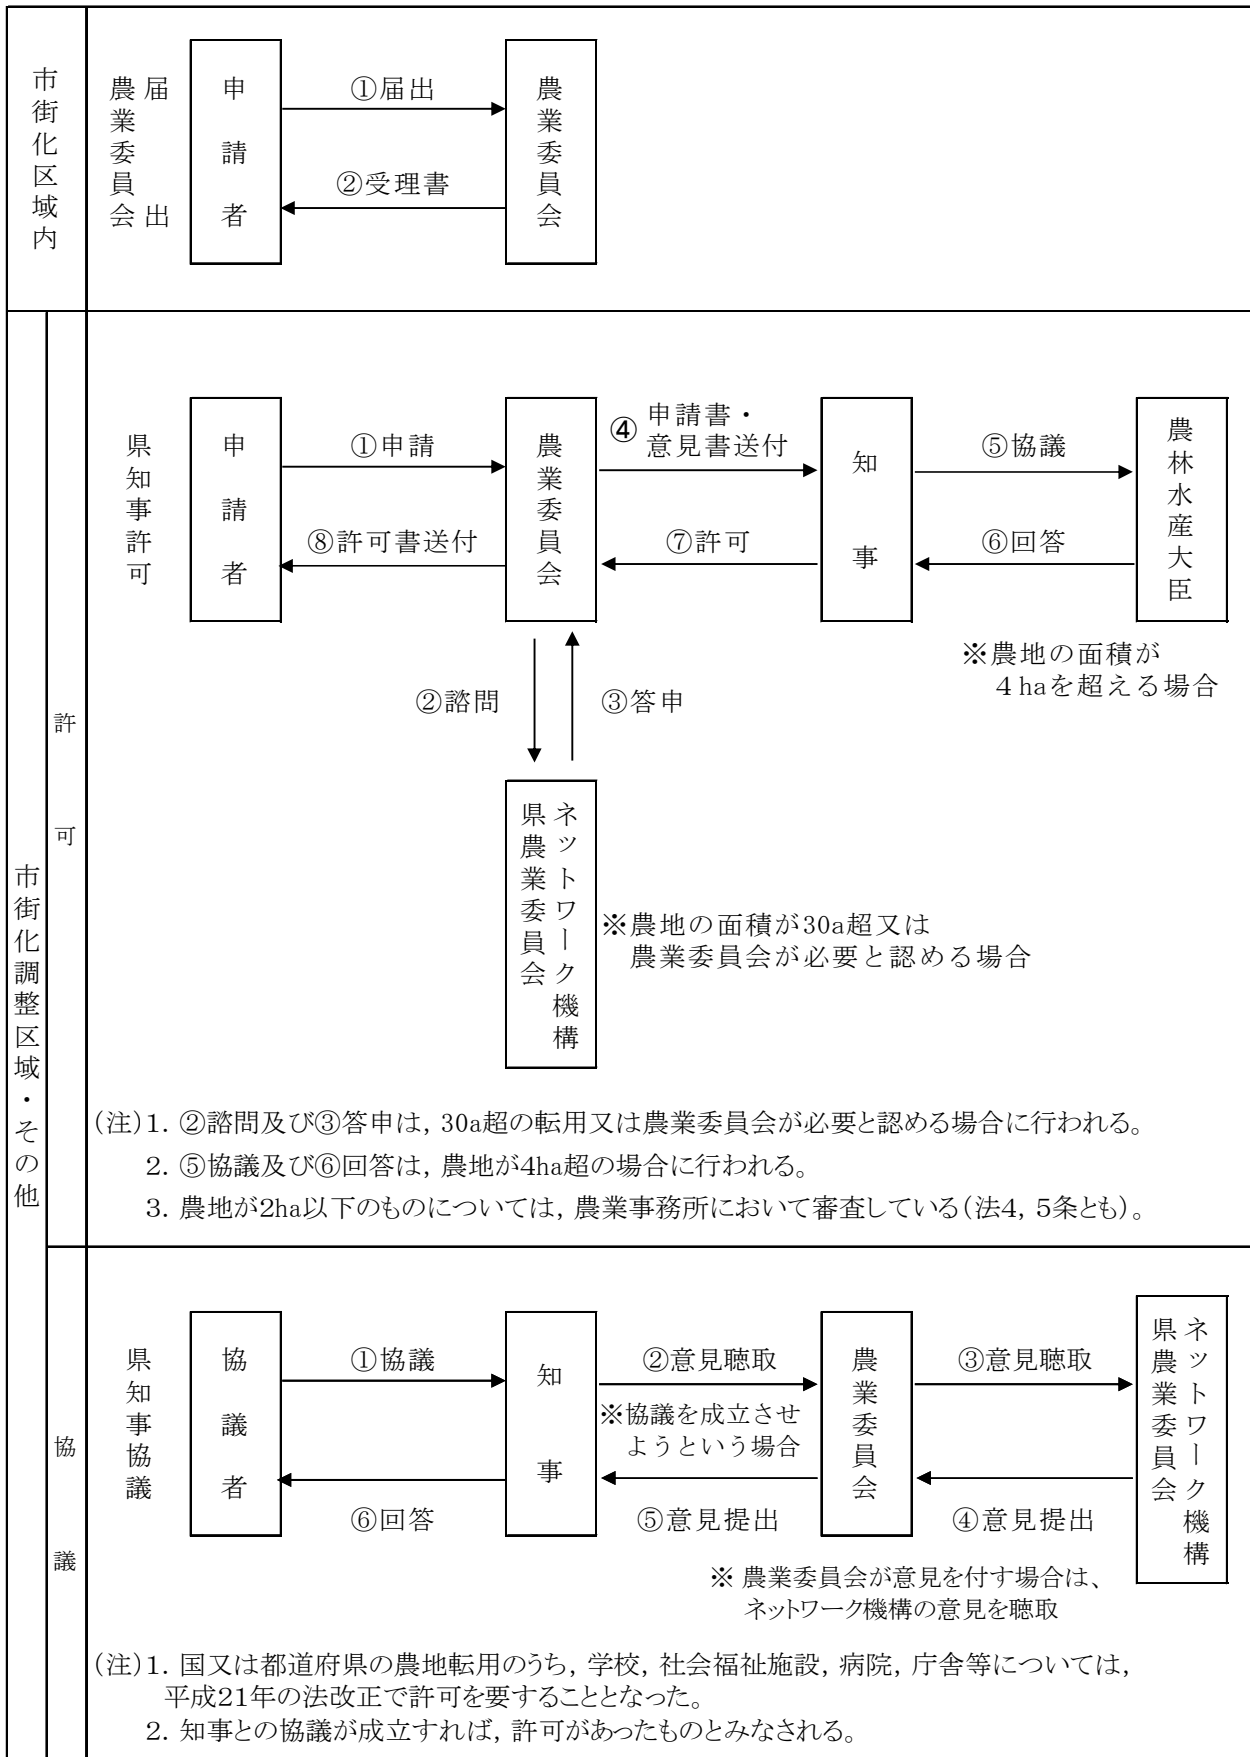 市街化区域内
農業委員会
届出
申請者
①届出
②受理書
農業委員会
市街化調整区域・その他
許可
県知事許可
申請者
①申請
⑧許可書送付
農業委員会
④
申請書・
意見書送付
⑦許可
知事
⑤協議
⑥回答
農林水産大臣
※農地の面積が
４haを超える場合
②諮問
③答申
県農業委員会
ネットワーク機構
※農地の面積が30a超又は
農業委員会が必要と認める場合
(注)１. ②諮問及び③答申は, 30a超の転用又は農業委員会が必要と認める場合に行われる。
２. ⑤協議及び⑥回答は, 農地が4ha超の場合に行われる。
３. 農地が2ha以下のものについては, 農業事務所において審査している(法４, ５条とも)。
協議
県知事協議
協議者
①協議
⑥回答
知事
②意見聴取
※協議を成立させ
ようという場合
⑤意見提出
農業委員会
③意見聴取
④意見提出
県農業委員会
ネットワーク機構
※ 農業委員会が意見を付す場合は、
ネットワーク機構の意見を聴取
(注)１. 国又は都道府県の農地転用のうち, 学校, 社会福祉施設, 病院, 庁舎等については,
平成２１年の法改正で許可を要することとなった。
２. 知事との協議が成立すれば, 許可があったものとみなされる。